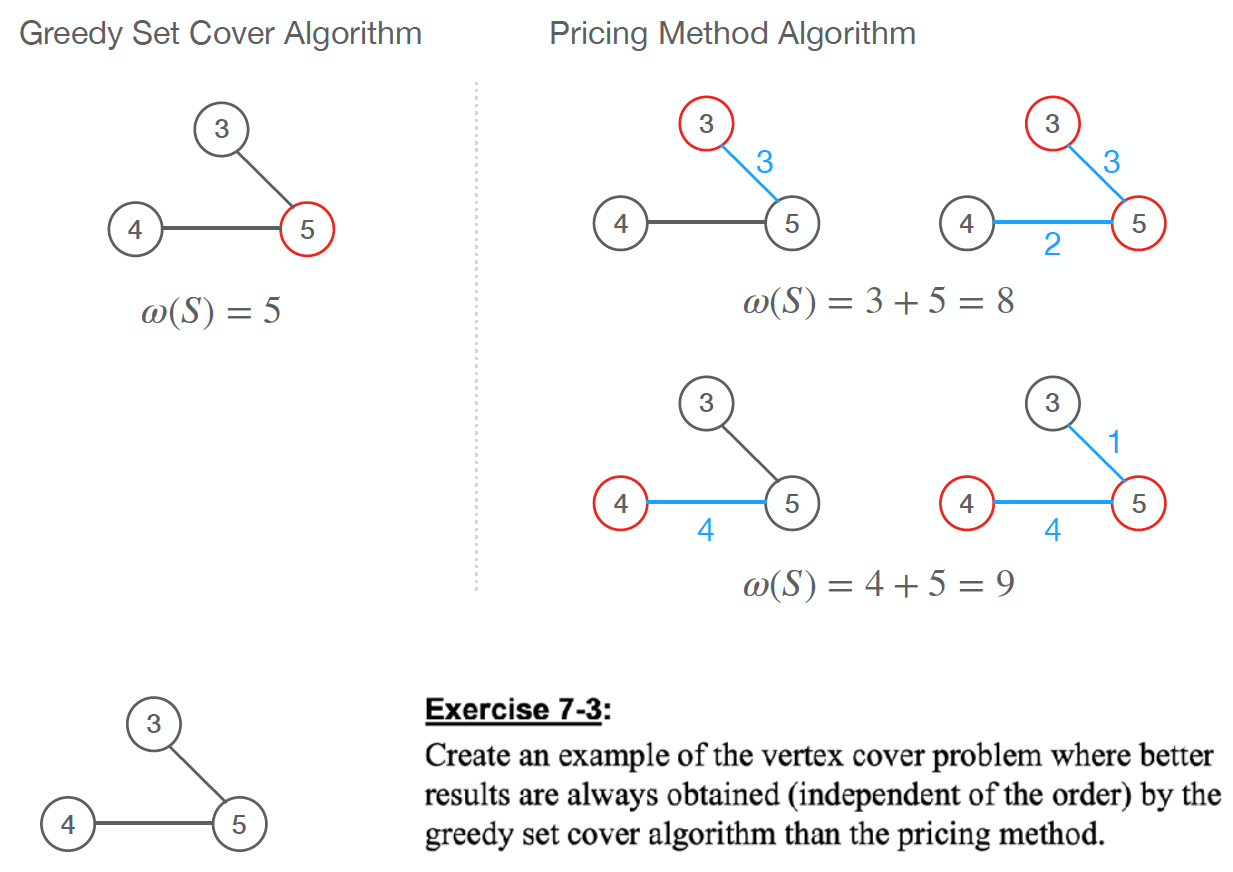 Greedy Set Cover Algorithm
Pricing Method Algorithm
3
4
5
ω(S) = 5
3
3
4
5
3
3
4
5
2
ω(S) = 3 + 5 = 8
3
4
5
4
3
1
4
5
4
ω(S) = 4 + 5 = 9
3
4
5
Exercise 7-3:
Create an example of the vertex cover problem where better
results are always obtained (independent of the order) by the
greedy set cover algorithm than the pricing method.